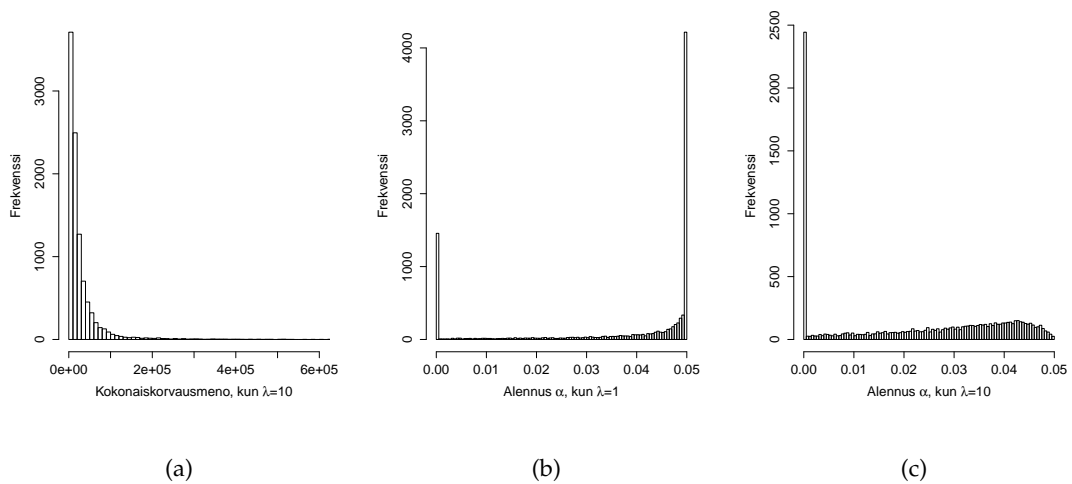 Frekvenssi
0
1000
2000
3000
0e+00
2e+05
4e+05
6e+05
Kokonaiskorvausmeno, kun λ=10
(a)
Frekvenssi
0
1000
2000
3000
4000
0.00
0.01
0.02
0.03
0.04
0.05
Alennus α, kun λ=1
(b)
Frekvenssi
0
500
1000
1500
2000
2500
0.00
0.01
0.02
0.03
0.04
0.05
Alennus α, kun λ=10
(c)